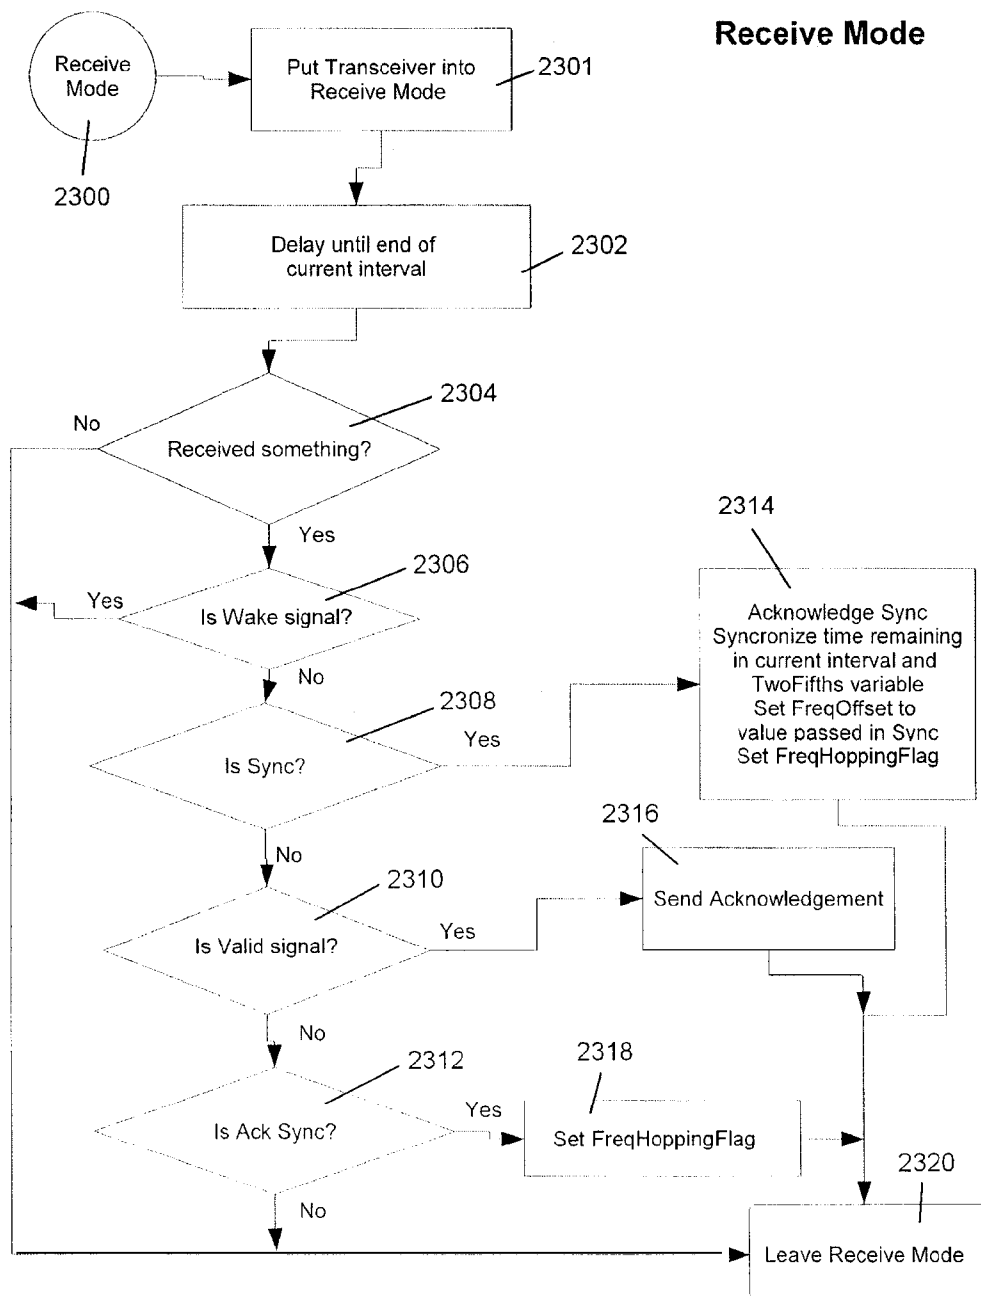 Receive Mode
Receive
Mode
2300
Put Transceiver into
Receive Mode
2301
Delay until end of
current interval
2302
Received something?
2304
No
Yes
Is Wake signal?
2306
Yes
No
Is Sync?
2308
Yes
No
2314
Acknowledge Sync
Syncronize time remaining
in current interval and
TwoFifths variable
Set FreqOffset to
value passed in Sync
Set FreqHoppingFlag
Is Valid signal?
2310
Yes
No
2316
Send Acknowledgement
Is Ack Sync?
2312
Yes
No
2318
Set FreqHoppingFlag
2320
Leave Receive Mode